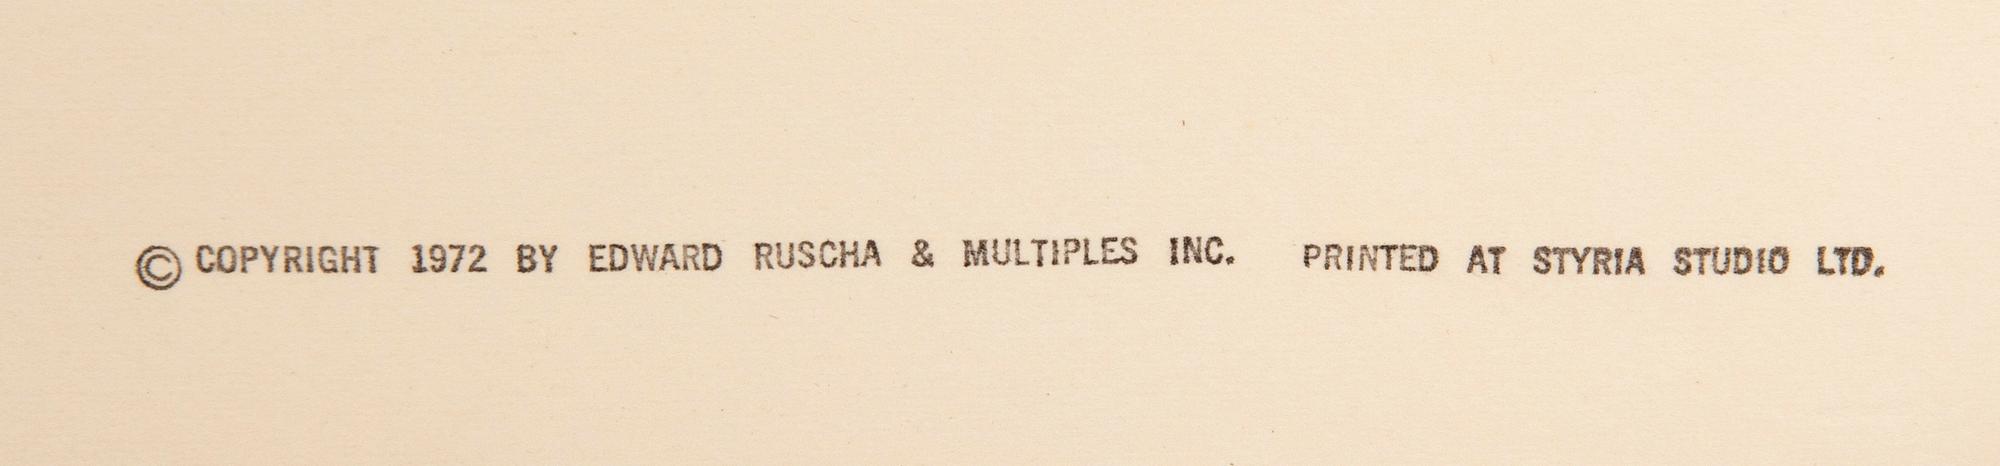 © COPYRIGHT 1972 BY EDWARD RUSCHA & MULTIPLES INC. PRINTED AT STYRIA STUDIO LTD.